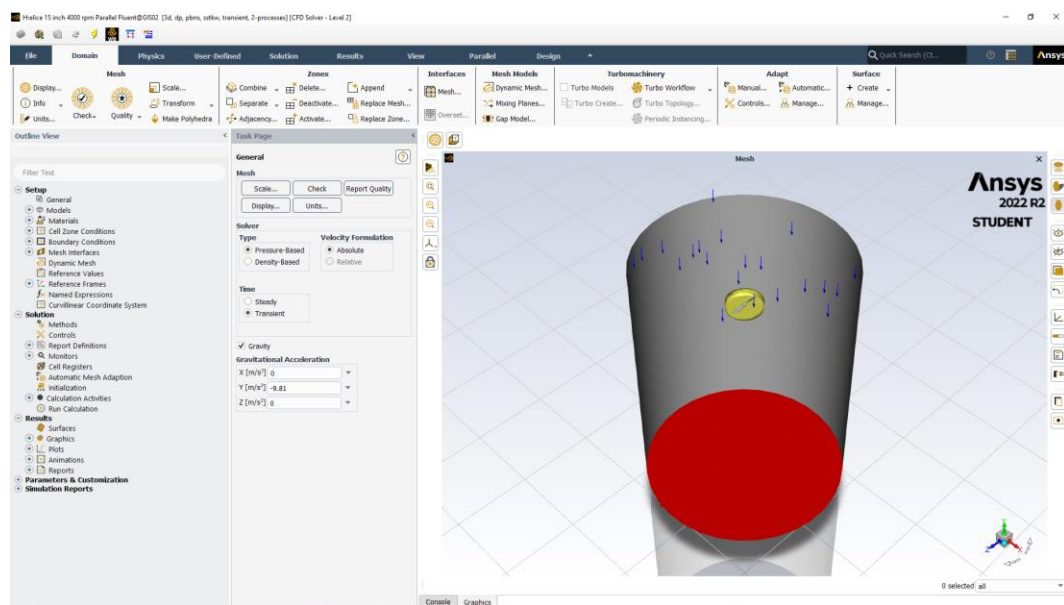 Hélice 15 inch 4000 rpm Parallel Fluent@GIS02 [3d, dp, pbns, sstkw, transient, 2-processes] [CFD Solver - Level 2]
File Domain Physics User-Defined Solution Results View Parallel Design Quick Search (Ct... Ansys
Mesh Zones Interfaces Mesh Models Turbomachinery Adapt Surface
Display... Scale... Combine Delete... Append Mesh... Dynamic Mesh... Turbo Models Turbo Workflow Manual... Automatic... + Create
Info Check Quality Transform Separate Deactivate... Replace Mesh... Mixing Planes... Turbo Create... Turbo Topology... Controls... Manage... Manage...
Units... Make Polyhedra Adjacency... Activate... Replace Zone... Overset... Gap Model... Periodic Instancing...
Outline View < Task Page <
Filter Text
Setup
General
Models
Materials
Cell Zone Conditions
Boundary Conditions
Mesh Interfaces
Dynamic Mesh
Reference Values
Reference Frames
Named Expressions
Curvilinear Coordinate System
Solution
Methods
Controls
Report Definitions
Monitors
Cell Registers
Automatic Mesh Adaption
Initialization
Calculation Activities
Run Calculation
Results
Surfaces
Graphics
Plots
Animations
Reports
Parameters & Customization
Simulation Reports
General
Mesh
Scale... Check Report Quality
Display... Units...
Solver
Type Velocity Formulation
Pressure-Based Absolute
Density-Based Relative
Time
Steady
Transient
Gravity
Gravitational Acceleration
X [m/s²] 0
Y [m/s²] -9.81
Z [m/s²] 0
Mesh
Ansys
2022 R2
STUDENT
Y
Z
0 selected all
Console Graphics